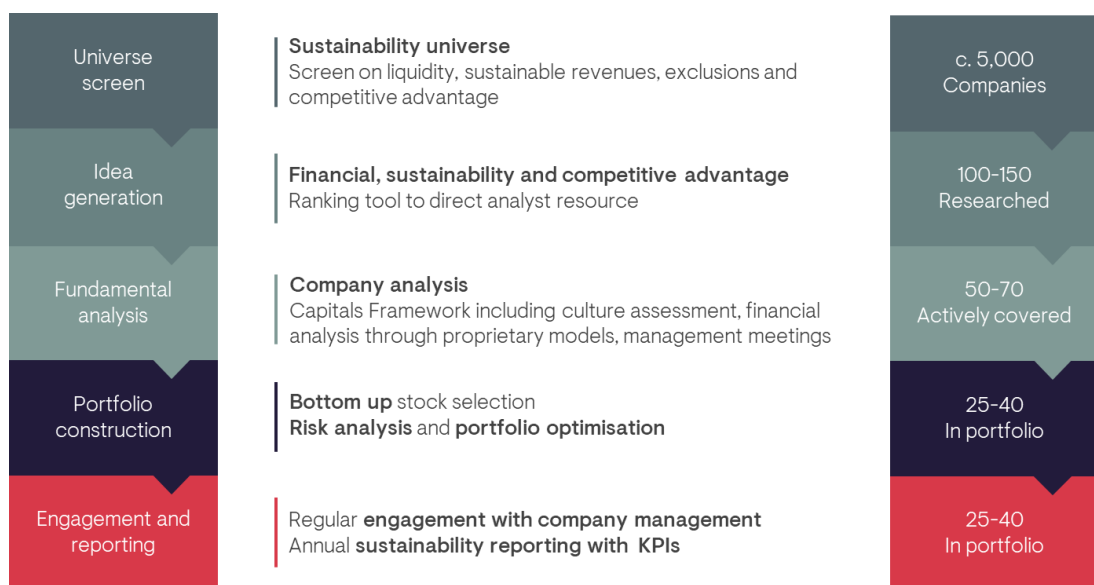 Universe
screen
Sustainability universe
Screen on liquidity, sustainable revenues, exclusions and
competitive advantage
c. 5,000
Companies
Idea
generation
Financial, sustainability and competitive advantage
Ranking tool to direct analyst resource
100-150
Researched
Fundamental
analysis
Company analysis
Capitals Framework including culture assessment, financial
analysis through proprietary models, management meetings
50-70
Actively covered
Portfolio
construction
Bottom up stock selection
Risk analysis and portfolio optimisation
25-40
In portfolio
Engagement and
reporting
Regular engagement with company management
Annual sustainability reporting with KPIs
25-40
In portfolio